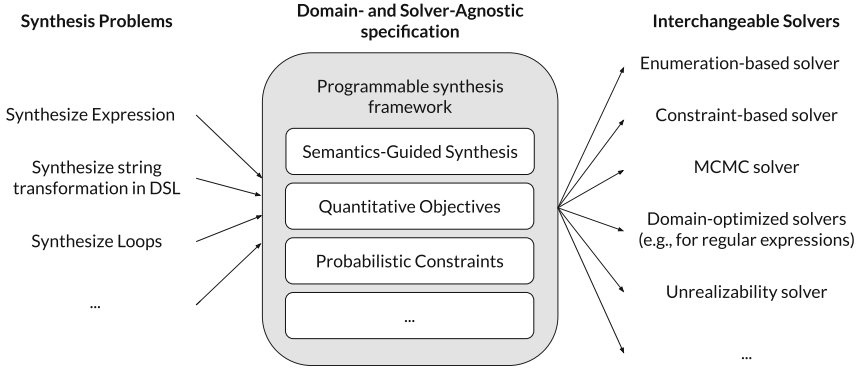 Synthesis Problems
Synthesize Expression
Synthesize string
transformation in DSL
Synthesize Loops
...
Domain- and Solver-Agnostic
specification
Programmable synthesis
framework
Semantics-Guided Synthesis
Quantitative Objectives
Probabilistic Constraints
...
Interchangeable Solvers
Enumeration-based solver
Constraint-based solver
MCMC solver
Domain-optimized solvers
(e.g., for regular expressions)
Unrealizability solver
...